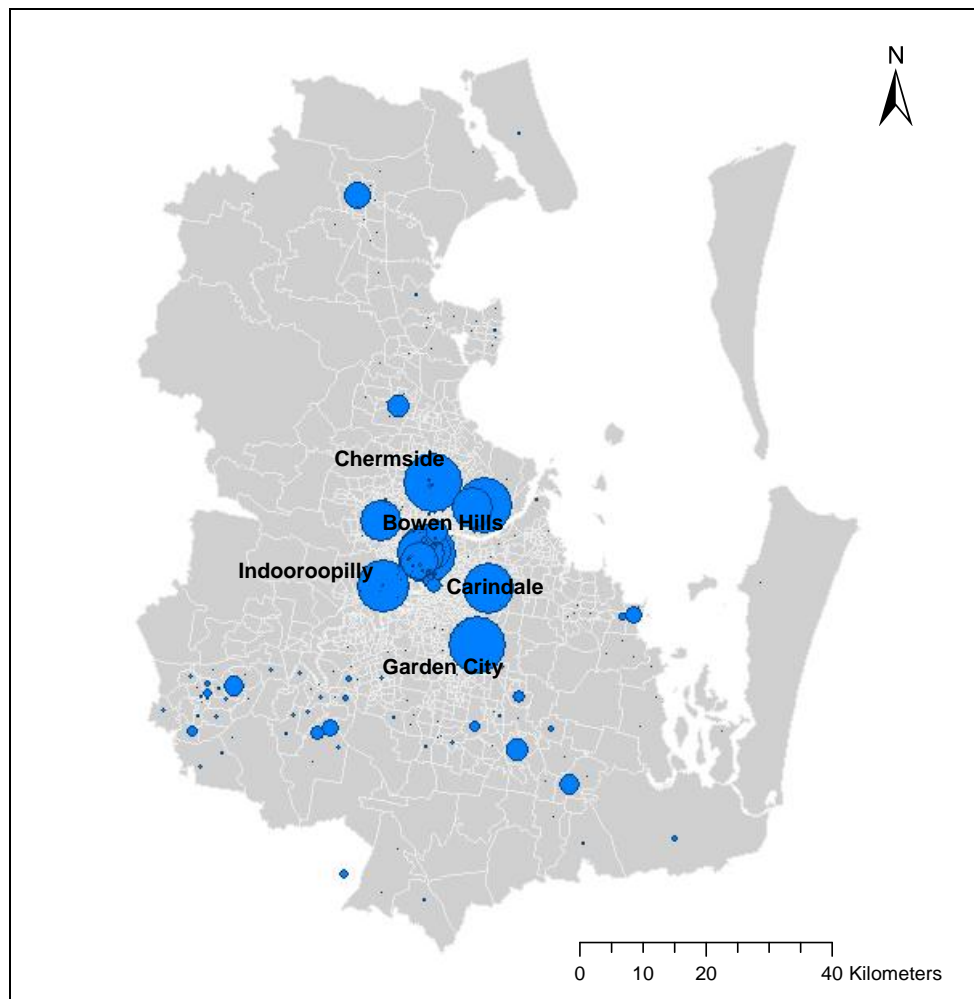 N
Chermside
Bowen Hills
Indooroopilly
Carindale
Garden City
0 10 20 40 Kilometers